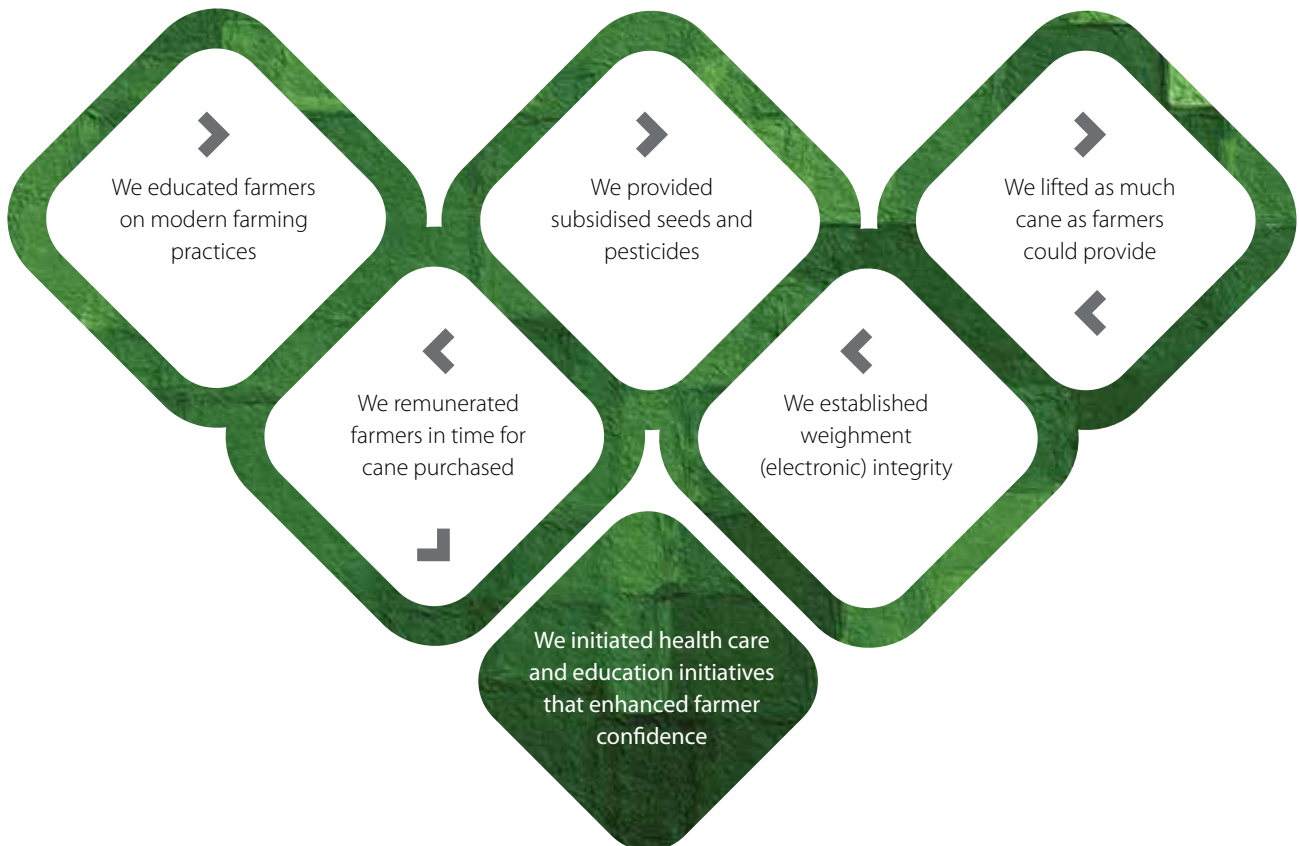 We educated farmers
on modern farming
practices
We provided
subsidised seeds and
pesticides
We lifted as much
cane as farmers
could provide
We established
weighment
(electronic) integrity
We remunerated
farmers in time for
cane purchased
We initiated health care
and education initiatives
that enhanced farmer
confidence